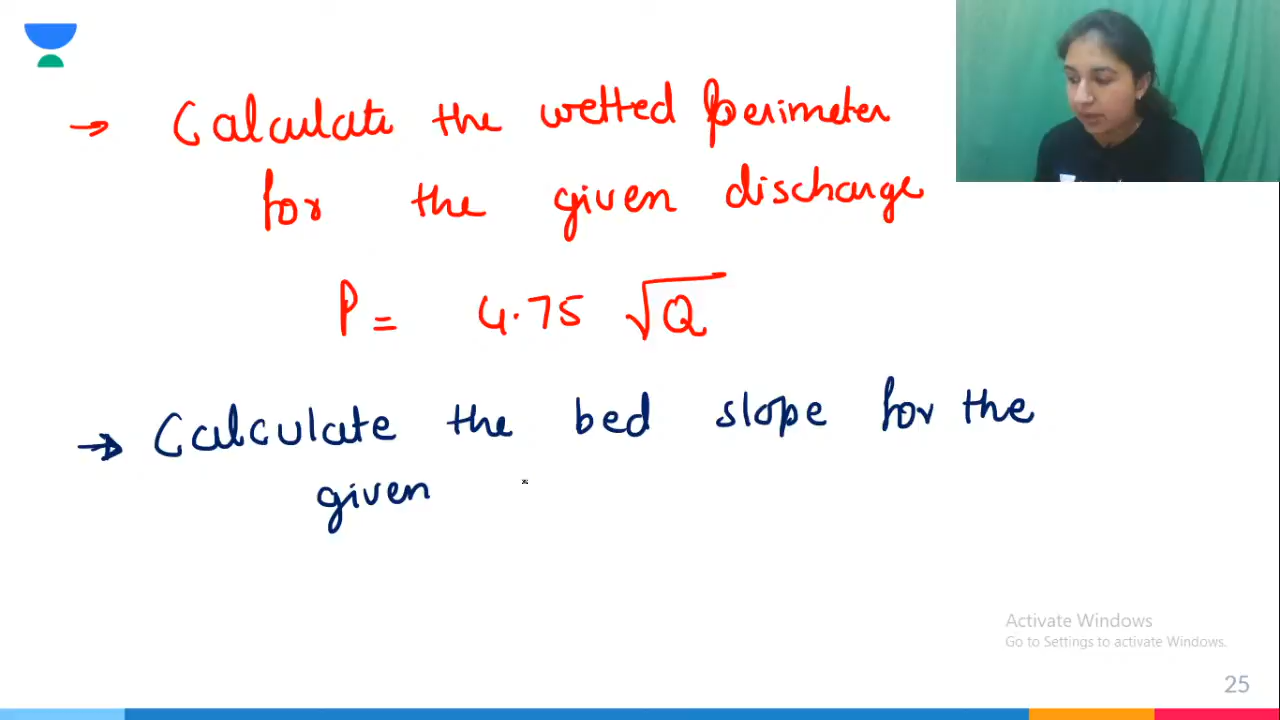 → Calculate the wetted perimeter
for the given discharge
P = 4.75 √Q
→ Calculate the bed slope for the
given
Activate Windows
Go to Settings to activate Windows.
25